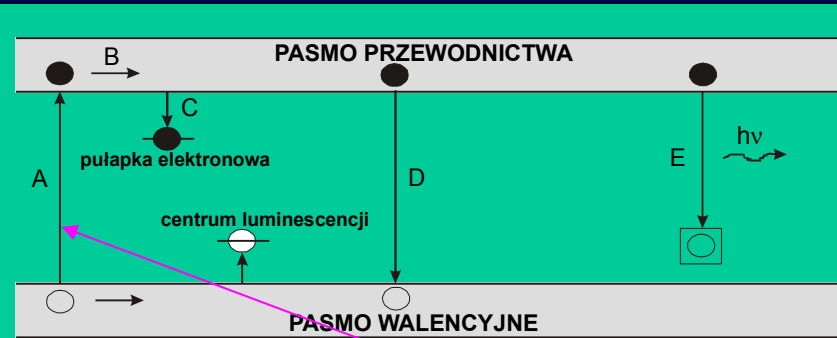 B
PASMO PRZEWODNICTWA
C
pułapka elektronowa
A
D
E
hν
centrum luminescencji
PASMO WALENCYJNE